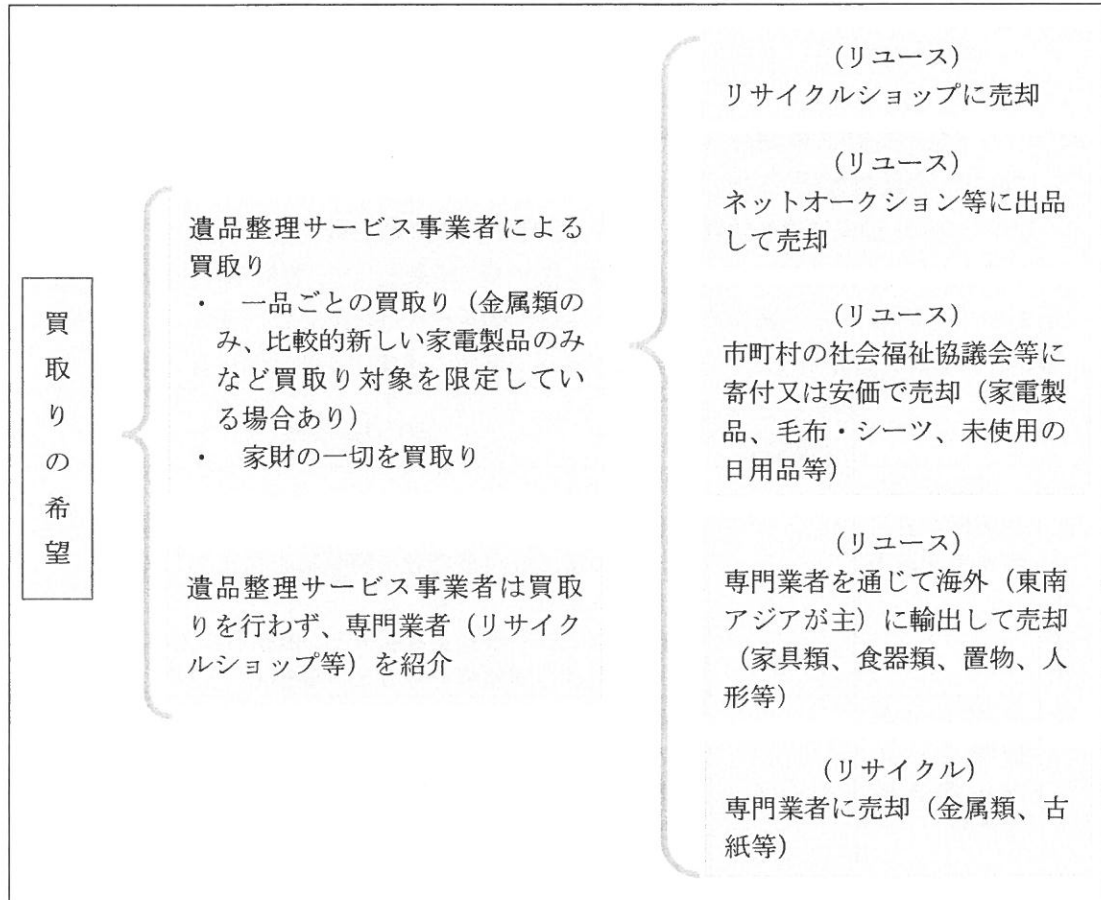 買取りの希望
遺品整理サービス事業者による
買取り
・ 一品ごとの買取り（金属類の
み、比較的新しい家電製品のみ
など買取り対象を限定してい
る場合あり）
・ 家財の一切を買取り
遺品整理サービス事業者は買取
りを行わず、専門業者（リサイク
ルショップ等）を紹介
（リユース）
リサイクルショップに売却
（リユース）
ネットオークション等に出品
して売却
（リユース）
市町村の社会福祉協議会等に
寄付又は安価で売却（家電製
品、毛布・シーツ、未使用の
日用品等）
（リユース）
専門業者を通じて海外（東南
アジアが主）に輸出して売却
（家具類、食器類、置物、人
形等）
（リサイクル）
専門業者に売却（金属類、古
紙等）